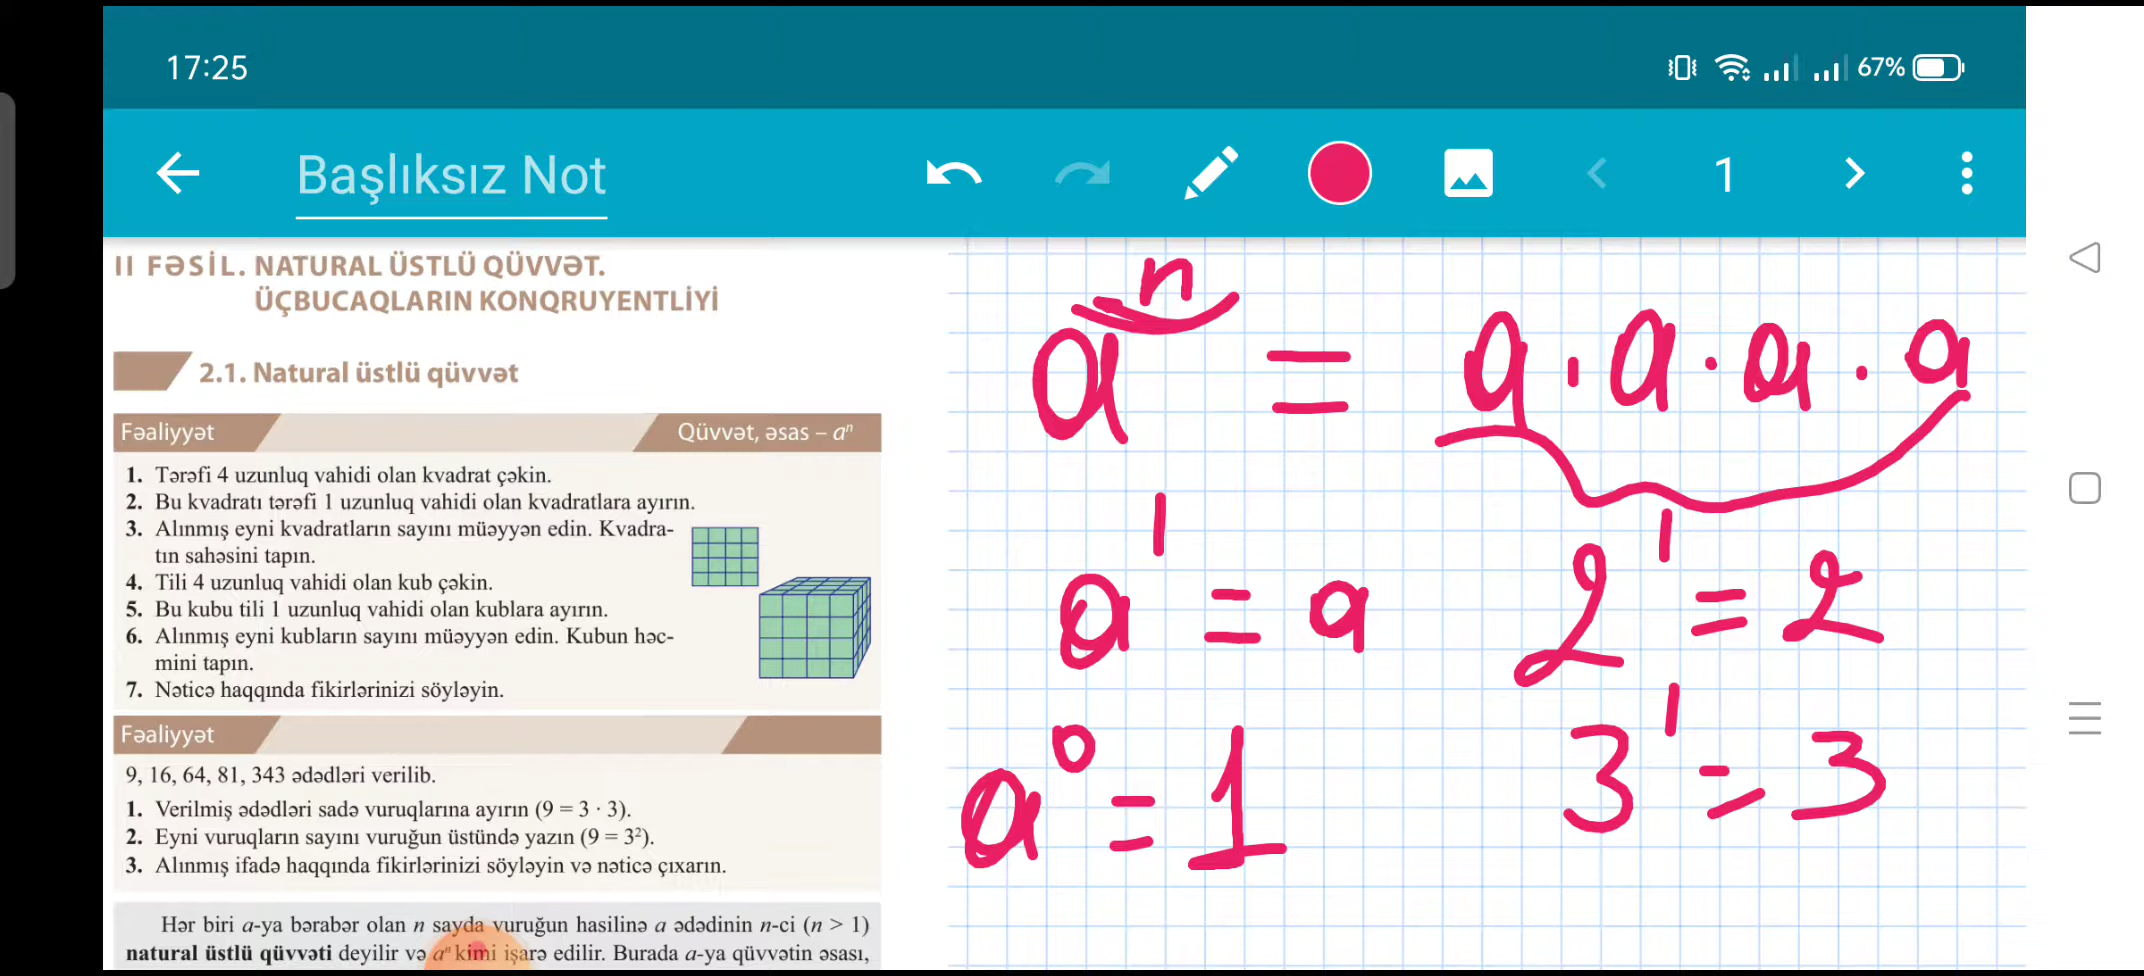 17:25 67%
Başlıksız Not 1
II FƏSİL. NATURAL ÜSTLÜ QÜVVƏT.
ÜÇBUCAQLARIN KONQRUYENTLİYİ
2.1. Natural üstlü qüvvət
Fəaliyyət Qüvvət, əsas – aⁿ
1. Tərəfi 4 uzunluq vahidi olan kvadrat çəkin.
2. Bu kvadratı tərəfi 1 uzunluq vahidi olan kvadratlara ayırın.
3. Alınmış eyni kvadratların sayını müəyyən edin. Kvadra-
tın sahəsini tapın.
4. Tili 4 uzunluq vahidi olan kub çəkin.
5. Bu kubu tili 1 uzunluq vahidi olan kublara ayırın.
6. Alınmış eyni kubların sayını müəyyən edin. Kubun həc-
mini tapın.
7. Nəticə haqqında fikirlərinizi söyləyin.
Fəaliyyət
9, 16, 64, 81, 343 ədədləri verilib.
1. Verilmiş ədədləri sadə vuruqlarına ayırın (9 = 3 · 3).
2. Eyni vuruqların sayını vuruğun üstündə yazın (9 = 3²).
3. Alınmış ifadə haqqında fikirlərinizi söyləyin və nəticə çıxarın.
Hər biri a-ya bərabər olan n sayda vuruğun hasilinə a ədədinin n-ci (n > 1)
natural üstlü qüvvəti deyilir və aⁿ kimi işarə edilir. Burada a-ya qüvvətin əsası,
aⁿ = a · a · a · a
a¹ = a 2¹ = 2
a⁰ = 1 3¹ = 3